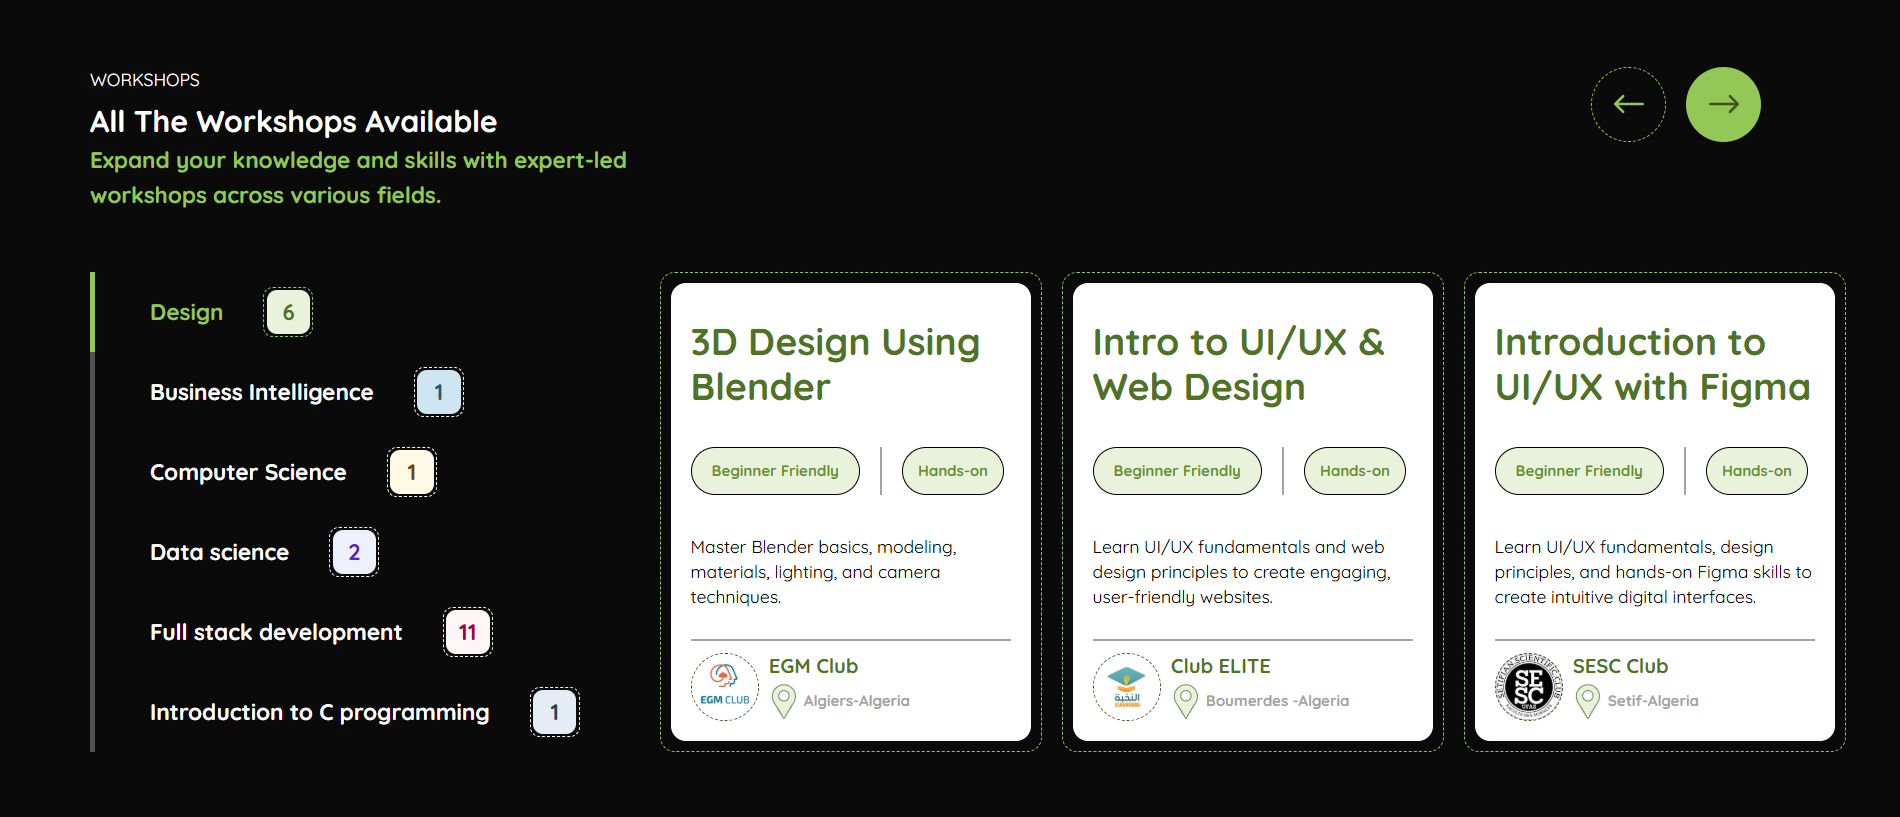 WORKSHOPS
All The Workshops Available
Expand your knowledge and skills with expert-led
workshops across various fields.
Design 6
Business Intelligence 1
Computer Science 1
Data science 2
Full stack development 11
Introduction to C programming 1
3D Design Using
Blender
Beginner Friendly Hands-on
Master Blender basics, modeling,
materials, lighting, and camera
techniques.
EGM CLUB
EGM Club
Algiers-Algeria
Intro to UI/UX &
Web Design
Beginner Friendly Hands-on
Learn UI/UX fundamentals and web
design principles to create engaging,
user-friendly websites.
النخبة
Club ELITE
Boumerdes -Algeria
Introduction to
UI/UX with Figma
Beginner Friendly Hands-on
Learn UI/UX fundamentals, design
principles, and hands-on Figma skills to
create intuitive digital interfaces.
SETIFIAN SCIENTIFIC CLUB
SE
SC
UFAS
SESC Club
Setif-Algeria